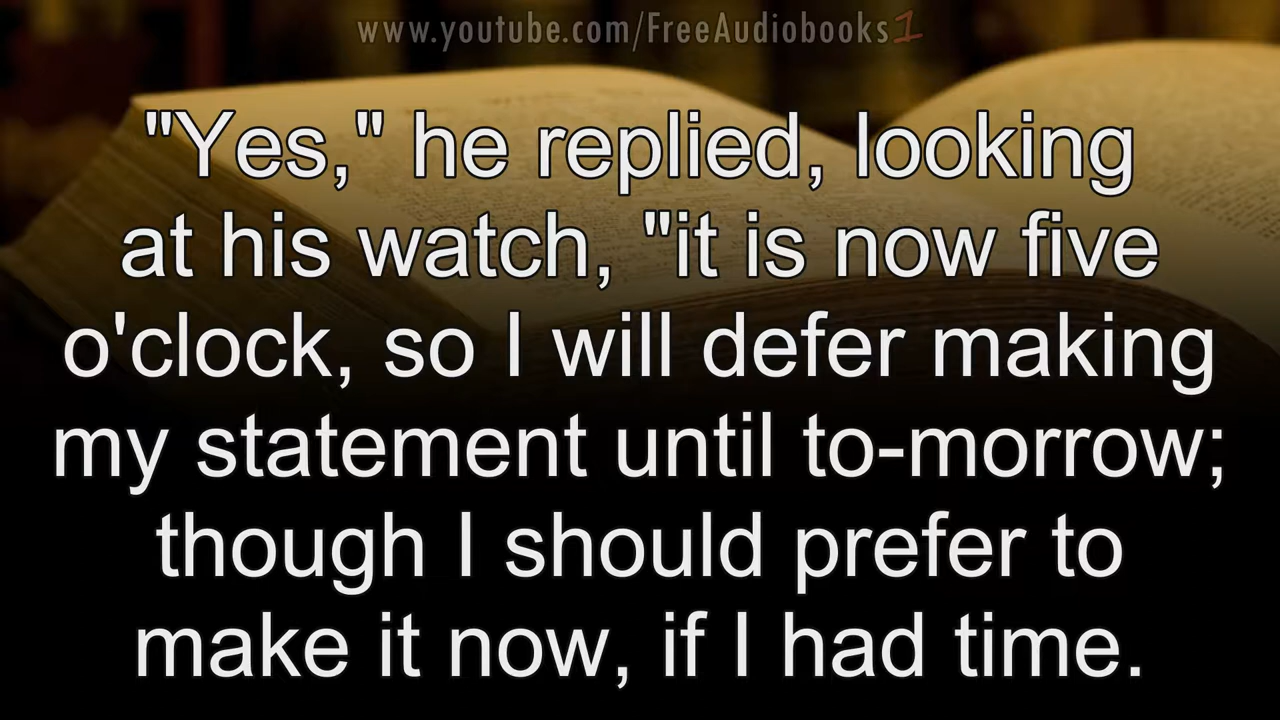 www.youtube.com/FreeAudiobooks1
"Yes," he replied, looking
at his watch, "it is now five
o'clock, so I will defer making
my statement until to-morrow;
though I should prefer to
make it now, if I had time.